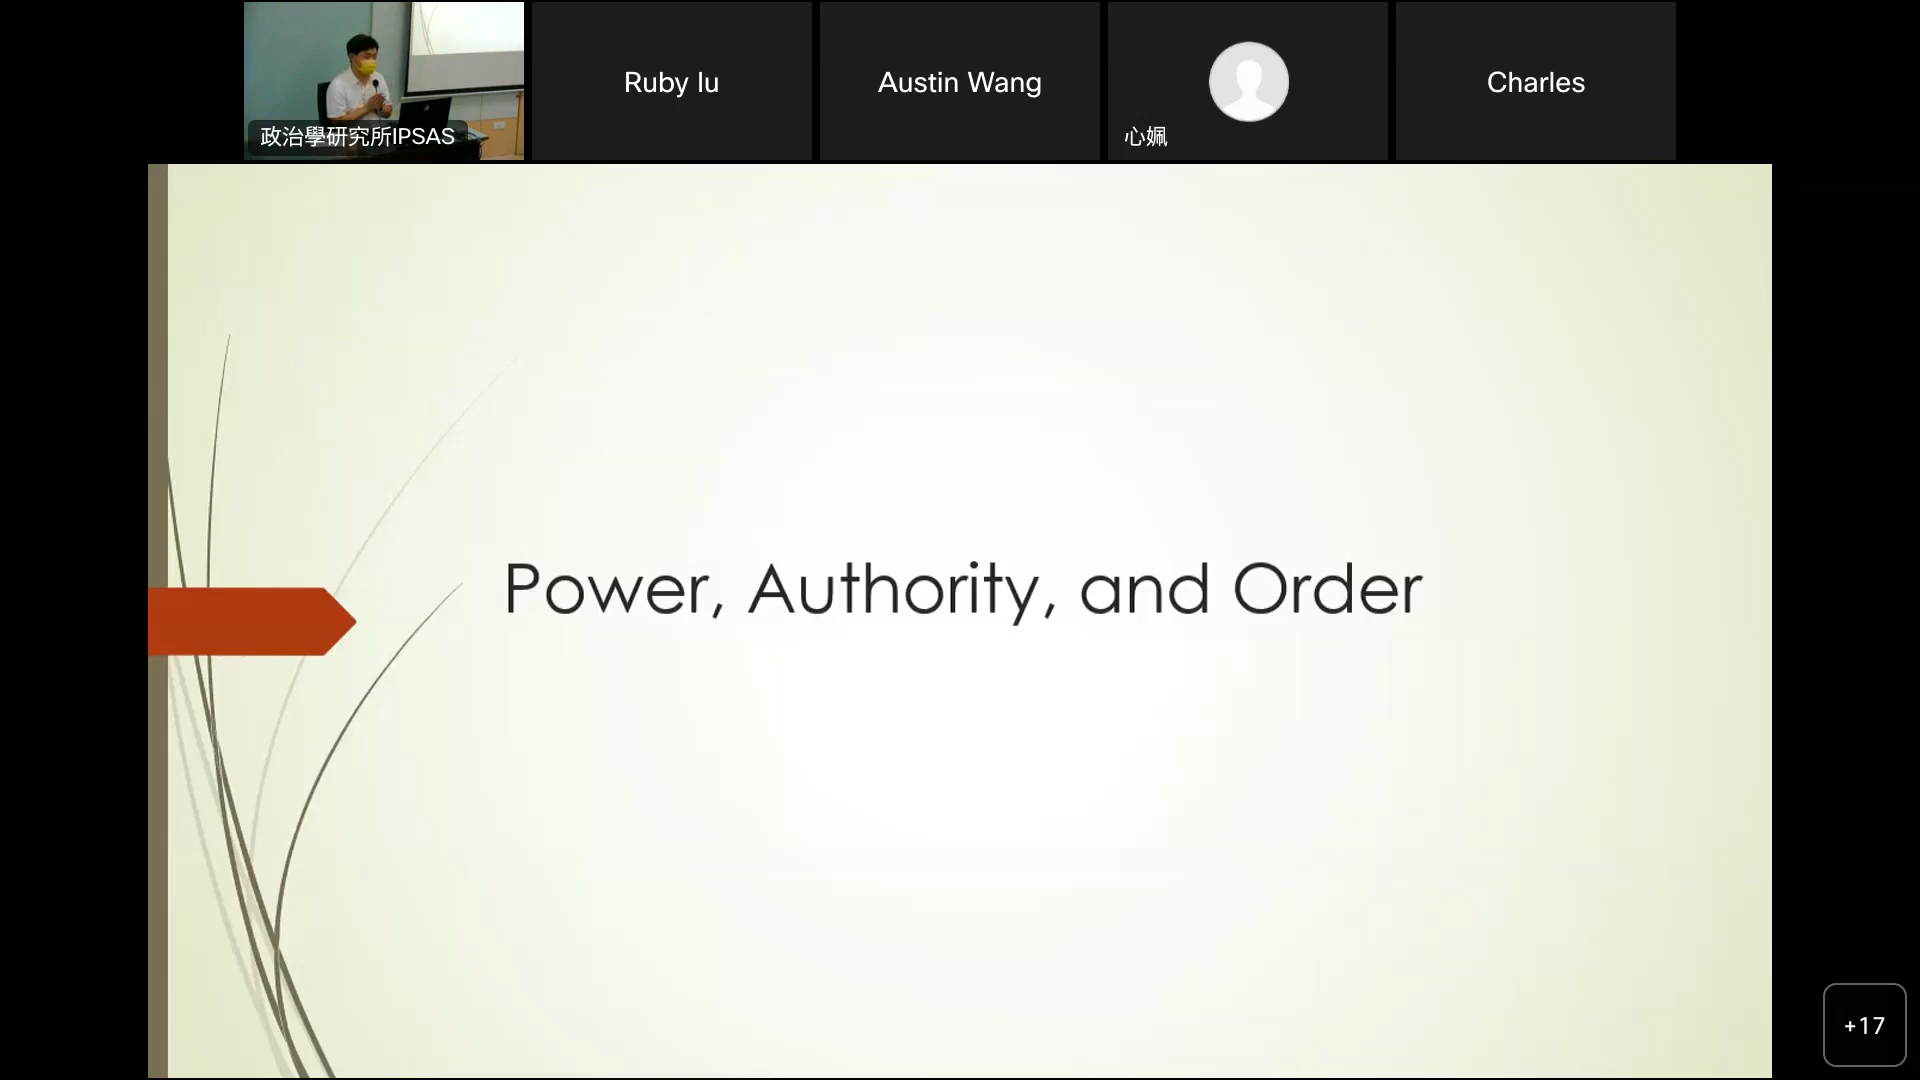 政治學研究所IPSAS
Ruby lu
Austin Wang
心姵
Charles
Power, Authority, and Order
+17